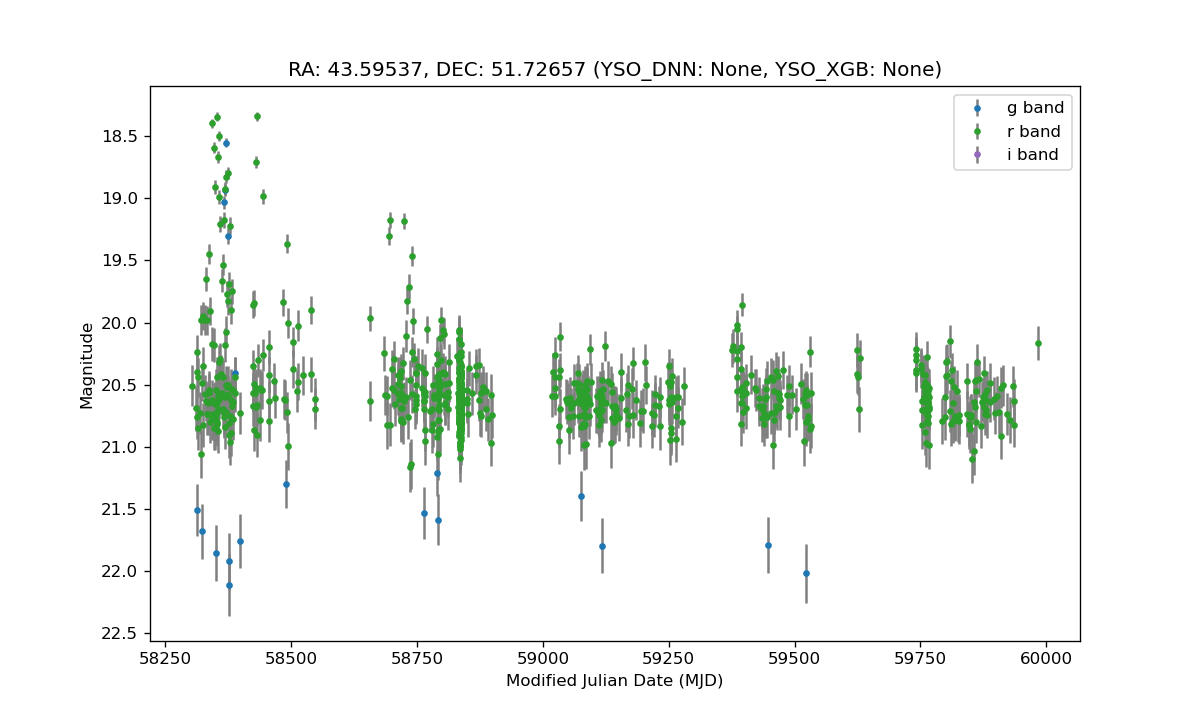 RA: 43.59537, DEC: 51.72657 (YSO_DNN: None, YSO_XGB: None)
g band
r band
i band
18.5
19.0
19.5
20.0
20.5
21.0
21.5
22.0
22.5
Magnitude
58250 58500 58750 59000 59250 59500 59750 60000
Modified Julian Date (MJD)